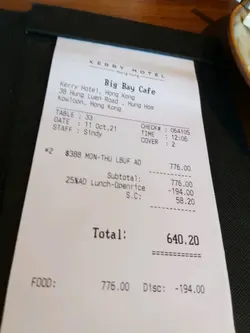 KERRY HOTEL
Big Bay Cafe
Kerry Hotel, Hong Kong
38 Hung Luen Road, Hung Hom
Kowloon, Hong Kong
TABLE : 33 CHECK# : 064105
DATE : 11 Oct,21 TIME : 12:05
STAFF : Sindy COVER : 2
*2 #388 MON-THU LBUF AD 776.00
Subtotal: 776.00
25%AD Lunch-Openrice -194.00
S.C: 58.20
Total: 640.20
FOOD: 776.00 Disc: -194.00